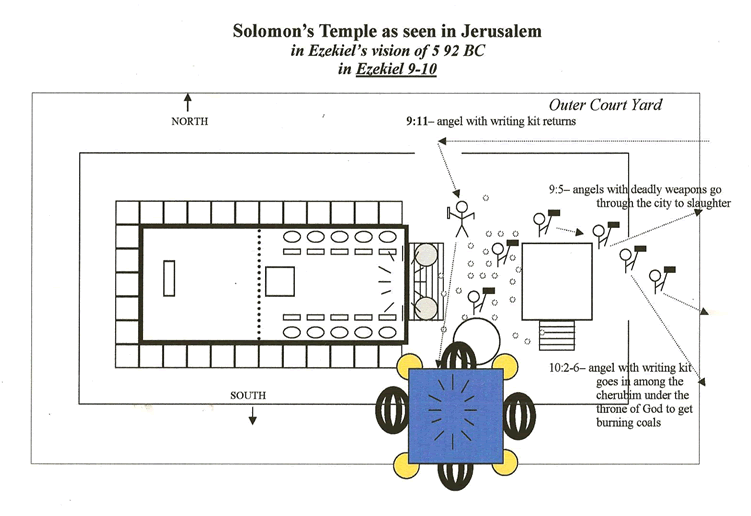 Solomon's Temple as seen in Jerusalem
in Ezekiel's vision of 5 92 BC
in Ezekiel 9-10
Outer Court Yard
NORTH
9:11– angel with writing kit returns
9:5– angels with deadly weapons go
through the city to slaughter
10:2-6– angel with writing kit
goes in among the
cherubim under the
throne of God to get
burning coals
SOUTH